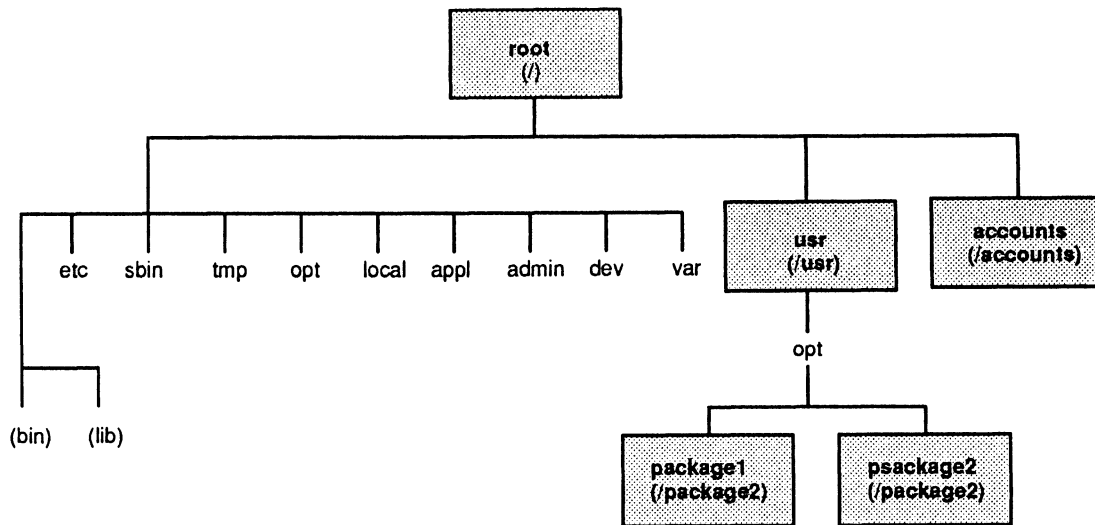 root
(/)
usr
(/usr)
accounts
(/accounts)
etc sbin tmp opt local appl admin dev var
opt
(bin) (lib)
package1
(/package2)
psackage2
(/package2)